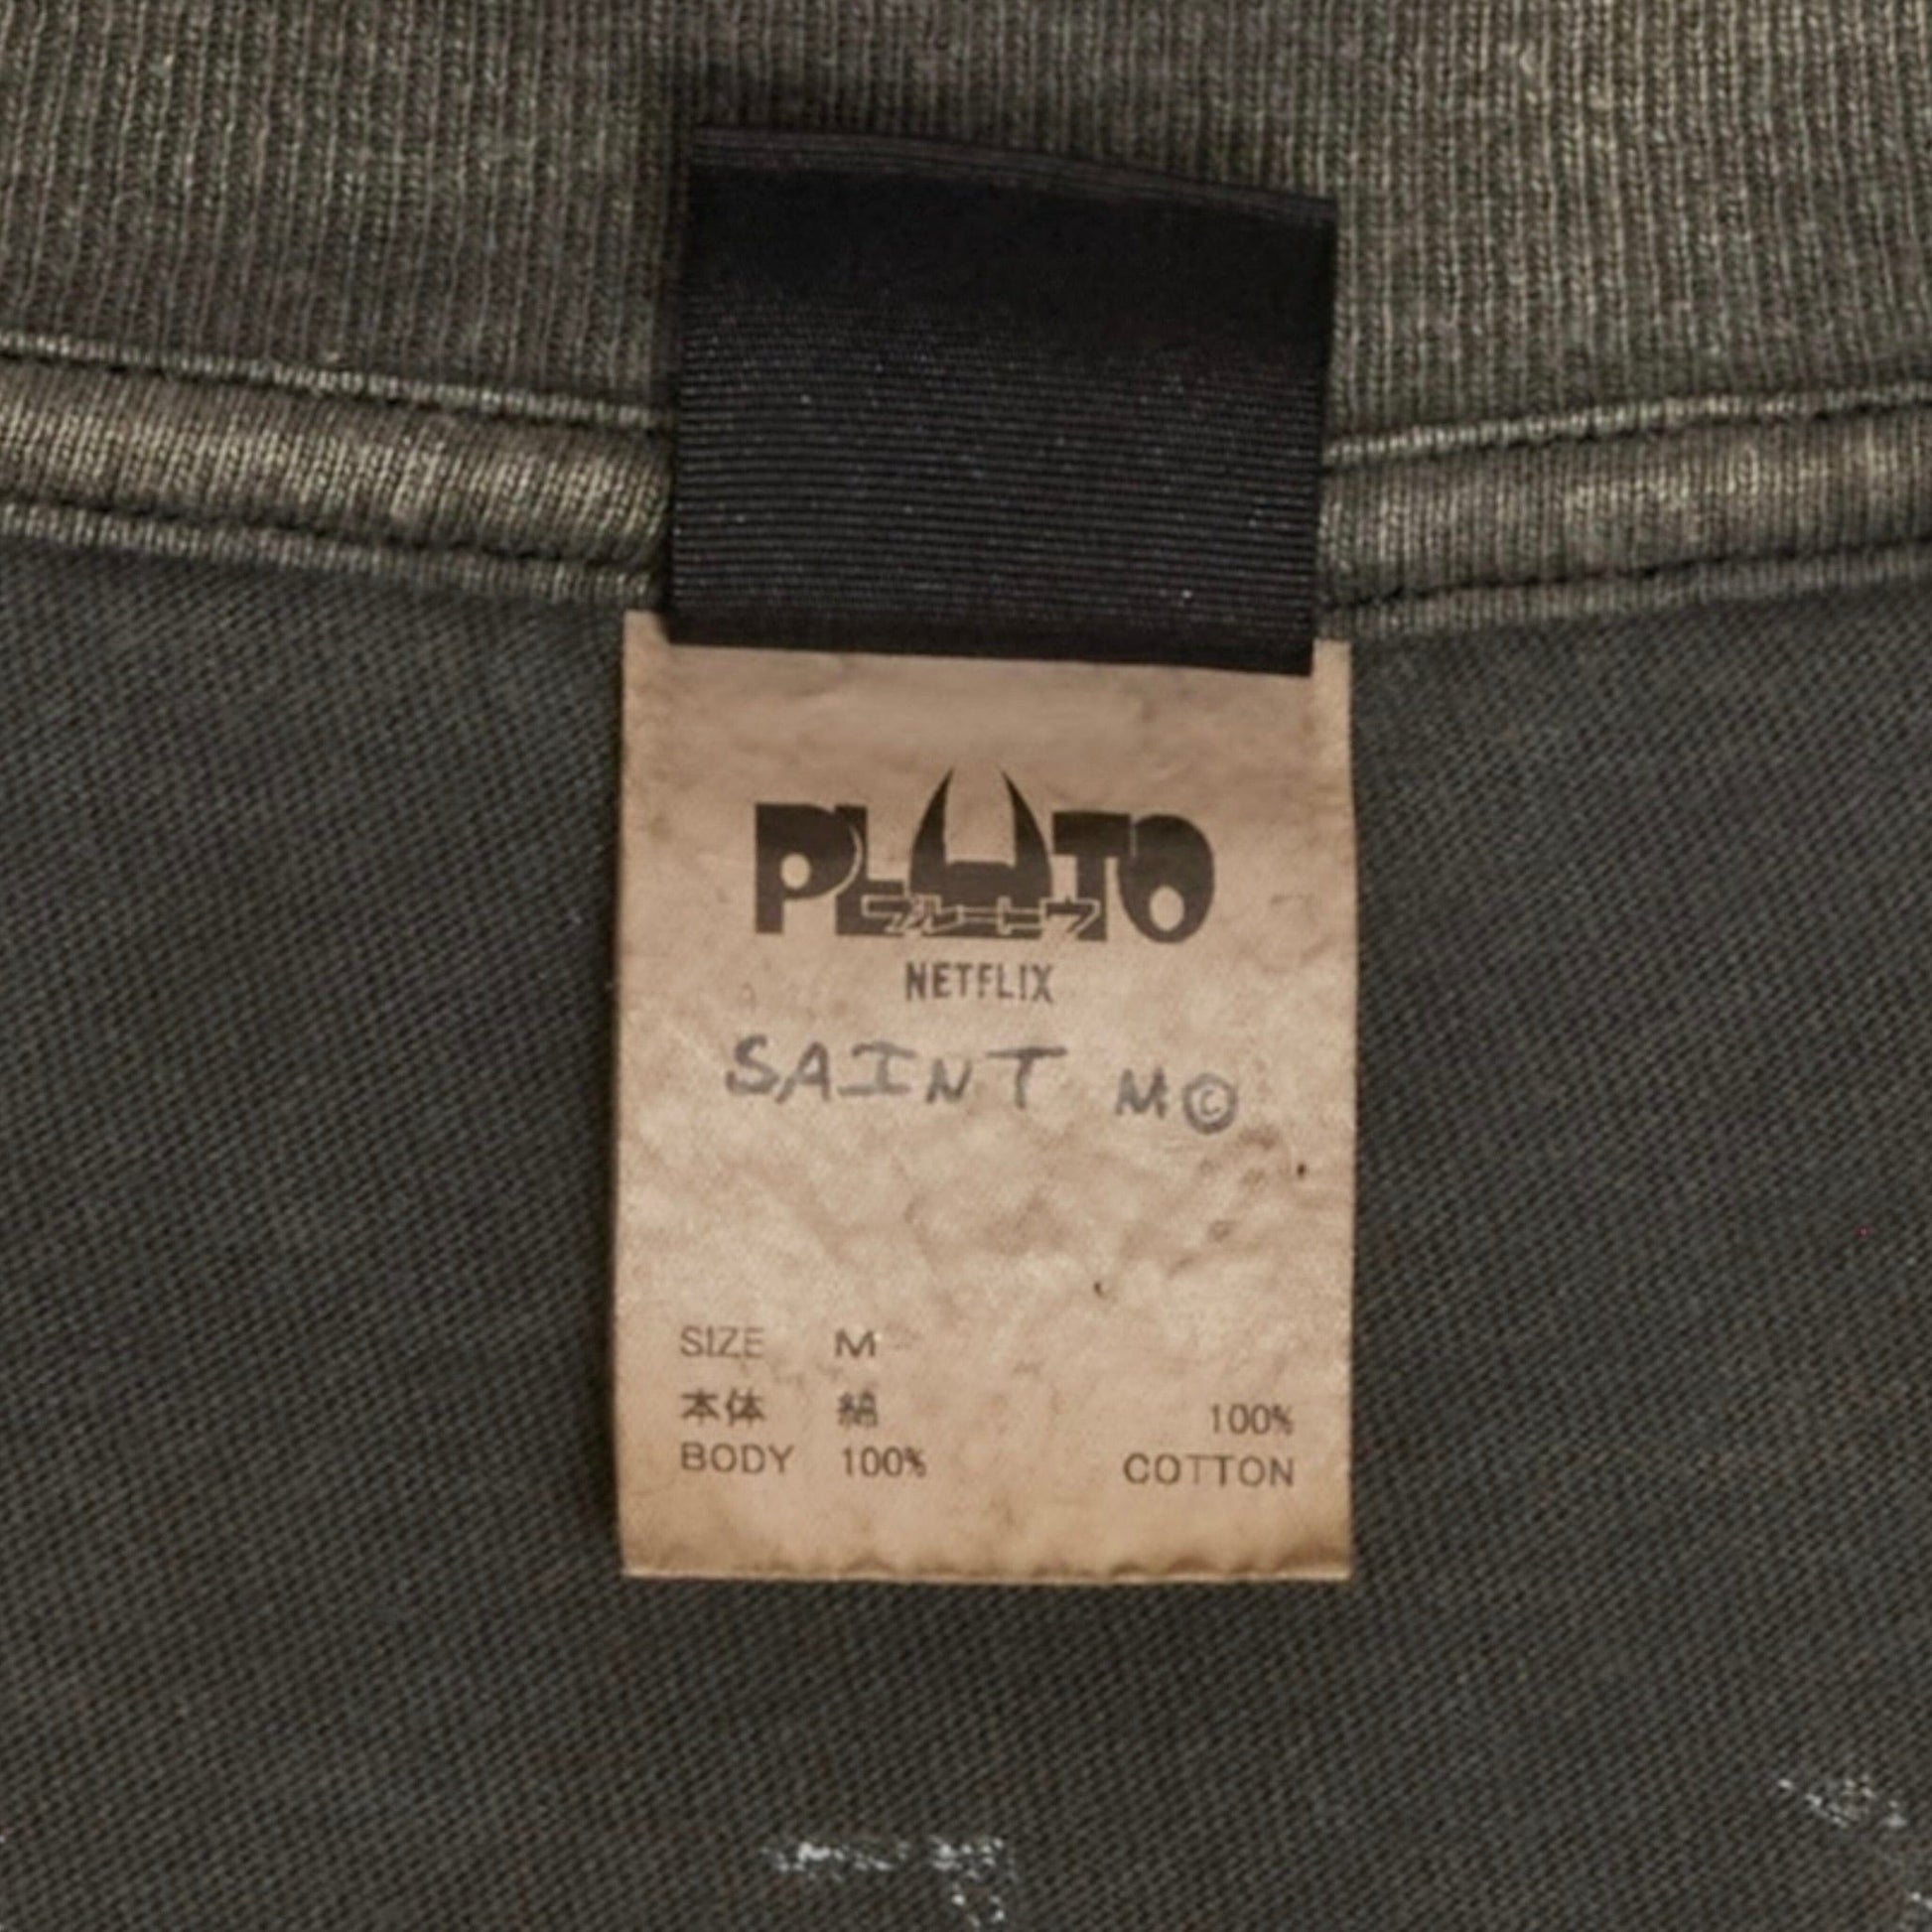 PLUTO
プルートウ
NETFLIX
SAINT M©
SIZE M
本体 綿 100%
BODY 100% COTTON